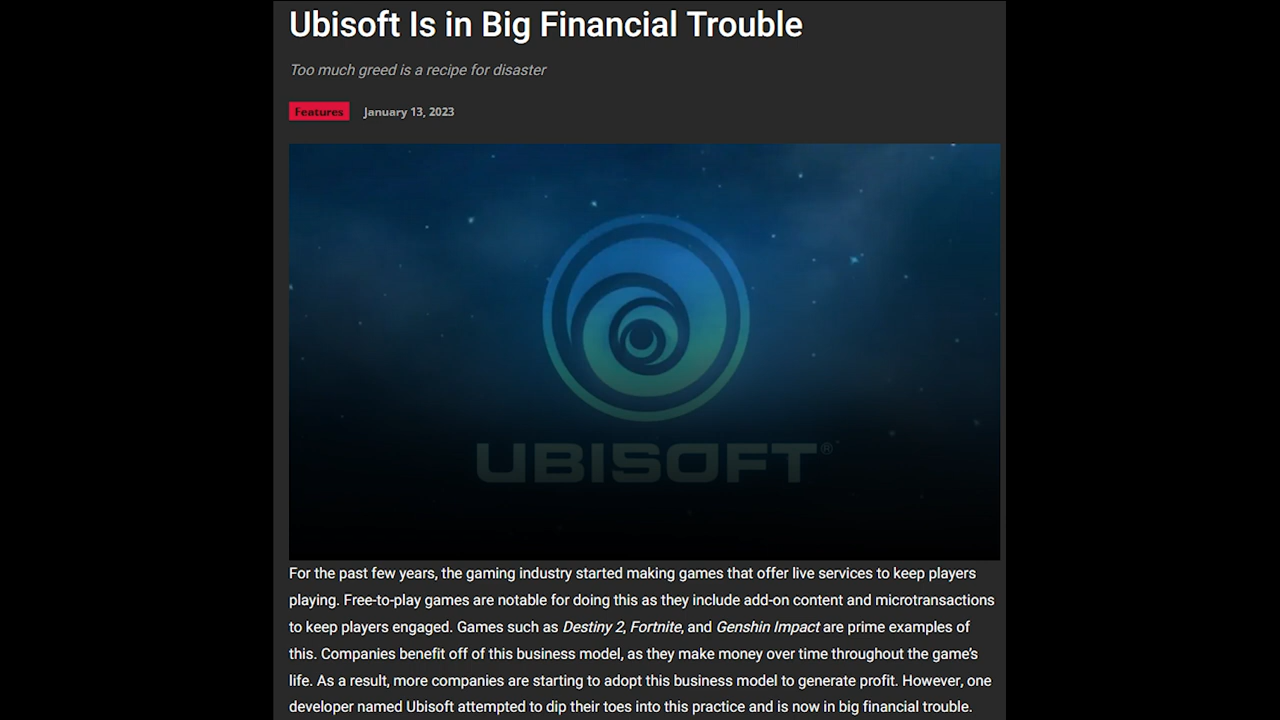 Ubisoft Is in Big Financial Trouble
Too much greed is a recipe for disaster
Features January 13, 2023
UBISOFT®
For the past few years, the gaming industry started making games that offer live services to keep players
playing. Free-to-play games are notable for doing this as they include add-on content and microtransactions
to keep players engaged. Games such as Destiny 2, Fortnite, and Genshin Impact are prime examples of
this. Companies benefit off of this business model, as they make money over time throughout the game's
life. As a result, more companies are starting to adopt this business model to generate profit. However, one
developer named Ubisoft attempted to dip their toes into this practice and is now in big financial trouble.